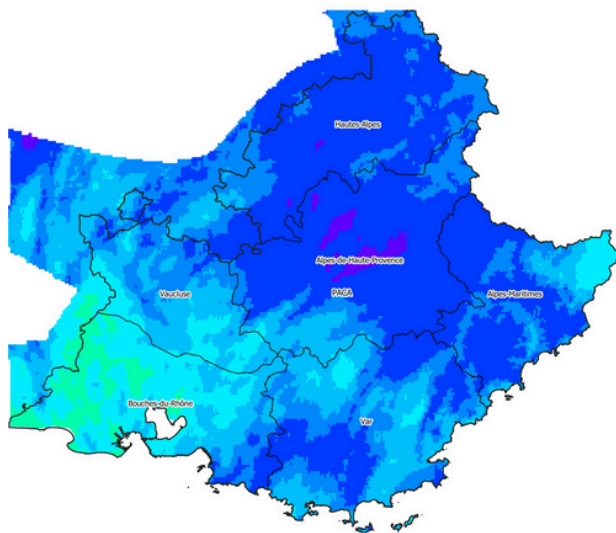 Hautes-Alpes
Alpes de Haute-Provence
Vaucluse
PACA
Alpes-Maritimes
Bouches-du-Rhône
Var